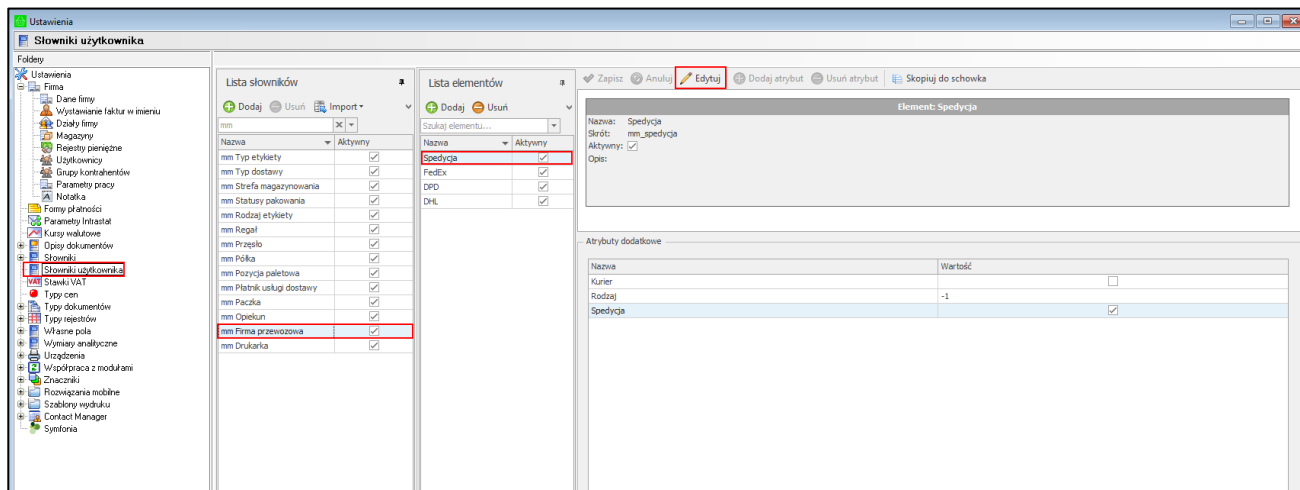 Ustawienia
Słowniki użytkownika
Foldery
Ustawienia
Firma
Dane firmy
Wystawianie faktur w imieniu
Działy firmy
Magazyny
Rejestry pieniężne
Użytkownicy
Grupy kontrahentów
Parametry pracy
Notatka
Formy płatności
Parametry Intrastat
Kursy walutowe
Opisy dokumentów
Słowniki
Słowniki użytkownika
VAT Stawki VAT
Typy cen
Typy dokumentów
Typy rejestrów
Własne pola
Wymiary analityczne
Urządzenia
Współpraca z modułami
Znaczniki
Rozwiązania mobilne
Szablony wydruku
Contact Manager
Symfonia
Lista słowników
Dodaj Usuń Import
mm
Nazwa Aktywny
mm Typ etykiety
mm Typ dostawy
mm Strefa magazynowania
mm Statusy pakowania
mm Rodzaj etykiety
mm Regał
mm Przęsło
mm Półka
mm Pozycja paletowa
mm Płatnik usługi dostawy
mm Paczka
mm Opiekun
mm Firma przewozowa
mm Drukarka
Lista elementów
Dodaj Usuń
Szukaj elementu...
Nazwa Aktywny
Spedycja
FedEx
DPD
DHL
Zapisz Anuluj Edytuj Dodaj atrybut Usuń atrybut Skopiuj do schowka
Element: Spedycja
Nazwa: Spedycja
Skrót: mm_spedycja
Aktywny:
Opis:
Atrybuty dodatkowe
Nazwa Wartość
Kurier
Rodzaj -1
Spedycja